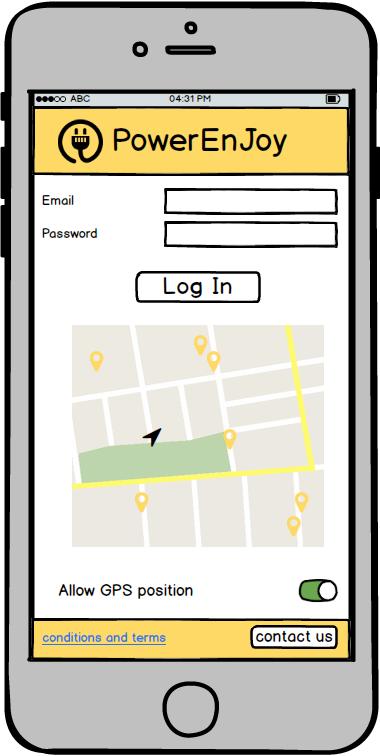 ABC 04:31 PM
PowerEnJoy
Email
Password
Log In
Allow GPS position
conditions and terms contact us